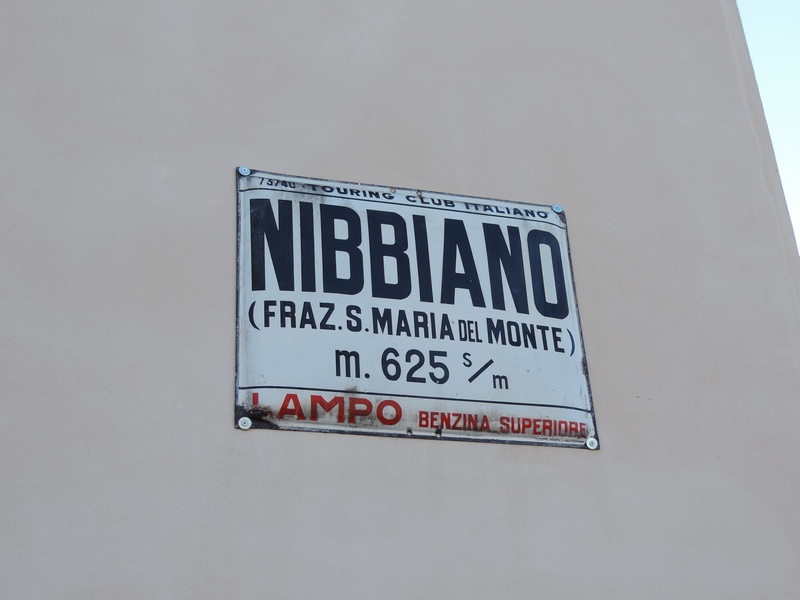 73740 · TOURING CLUB ITALIANO
NIBBIANO
(FRAZ. S. MARIA DEL MONTE)
m. 625 s/m
LAMPO BENZINA SUPERIORE